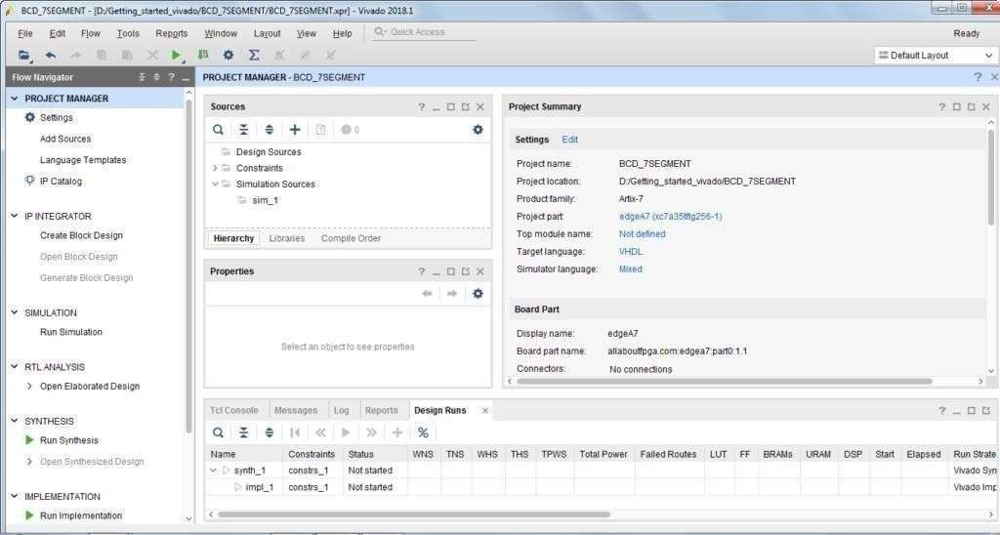 BCD_7SEGMENT - [D:/Getting_started_vivado/BCD_7SEGMENT/BCD_7SEGMENT.xpr] - Vivado 2018.1
File Edit Flow Tools Reports Window Layout View Help Quick Access Ready
Default Layout
Flow Navigator
PROJECT MANAGER
Settings
Add Sources
Language Templates
IP Catalog
IP INTEGRATOR
Create Block Design
Open Block Design
Generate Block Design
SIMULATION
Run Simulation
RTL ANALYSIS
Open Elaborated Design
SYNTHESIS
Run Synthesis
Open Synthesized Design
IMPLEMENTATION
Run Implementation
PROJECT MANAGER - BCD_7SEGMENT
Sources
0
Design Sources
Constraints
Simulation Sources
sim_1
Hierarchy Libraries Compile Order
Properties
Select an object to see properties
Project Summary
Settings Edit
Project name: BCD_7SEGMENT
Project location: D:/Getting_started_vivado/BCD_7SEGMENT
Product family: Artix-7
Project part: edgeA7 (xc7a35tftg256-1)
Top module name: Not defined
Target language: VHDL
Simulator language: Mixed
Board Part
Display name: edgeA7
Board part name: allaboutfpga.com:edgea7:part0:1.1
Connectors: No connections
Tcl Console Messages Log Reports Design Runs
Name Constraints Status WNS TNS WHS THS TPWS Total Power Failed Routes LUT FF BRAMs URAM DSP Start Elapsed Run Strate
synth_1 constrs_1 Not started Vivado Syn
impl_1 constrs_1 Not started Vivado Imp